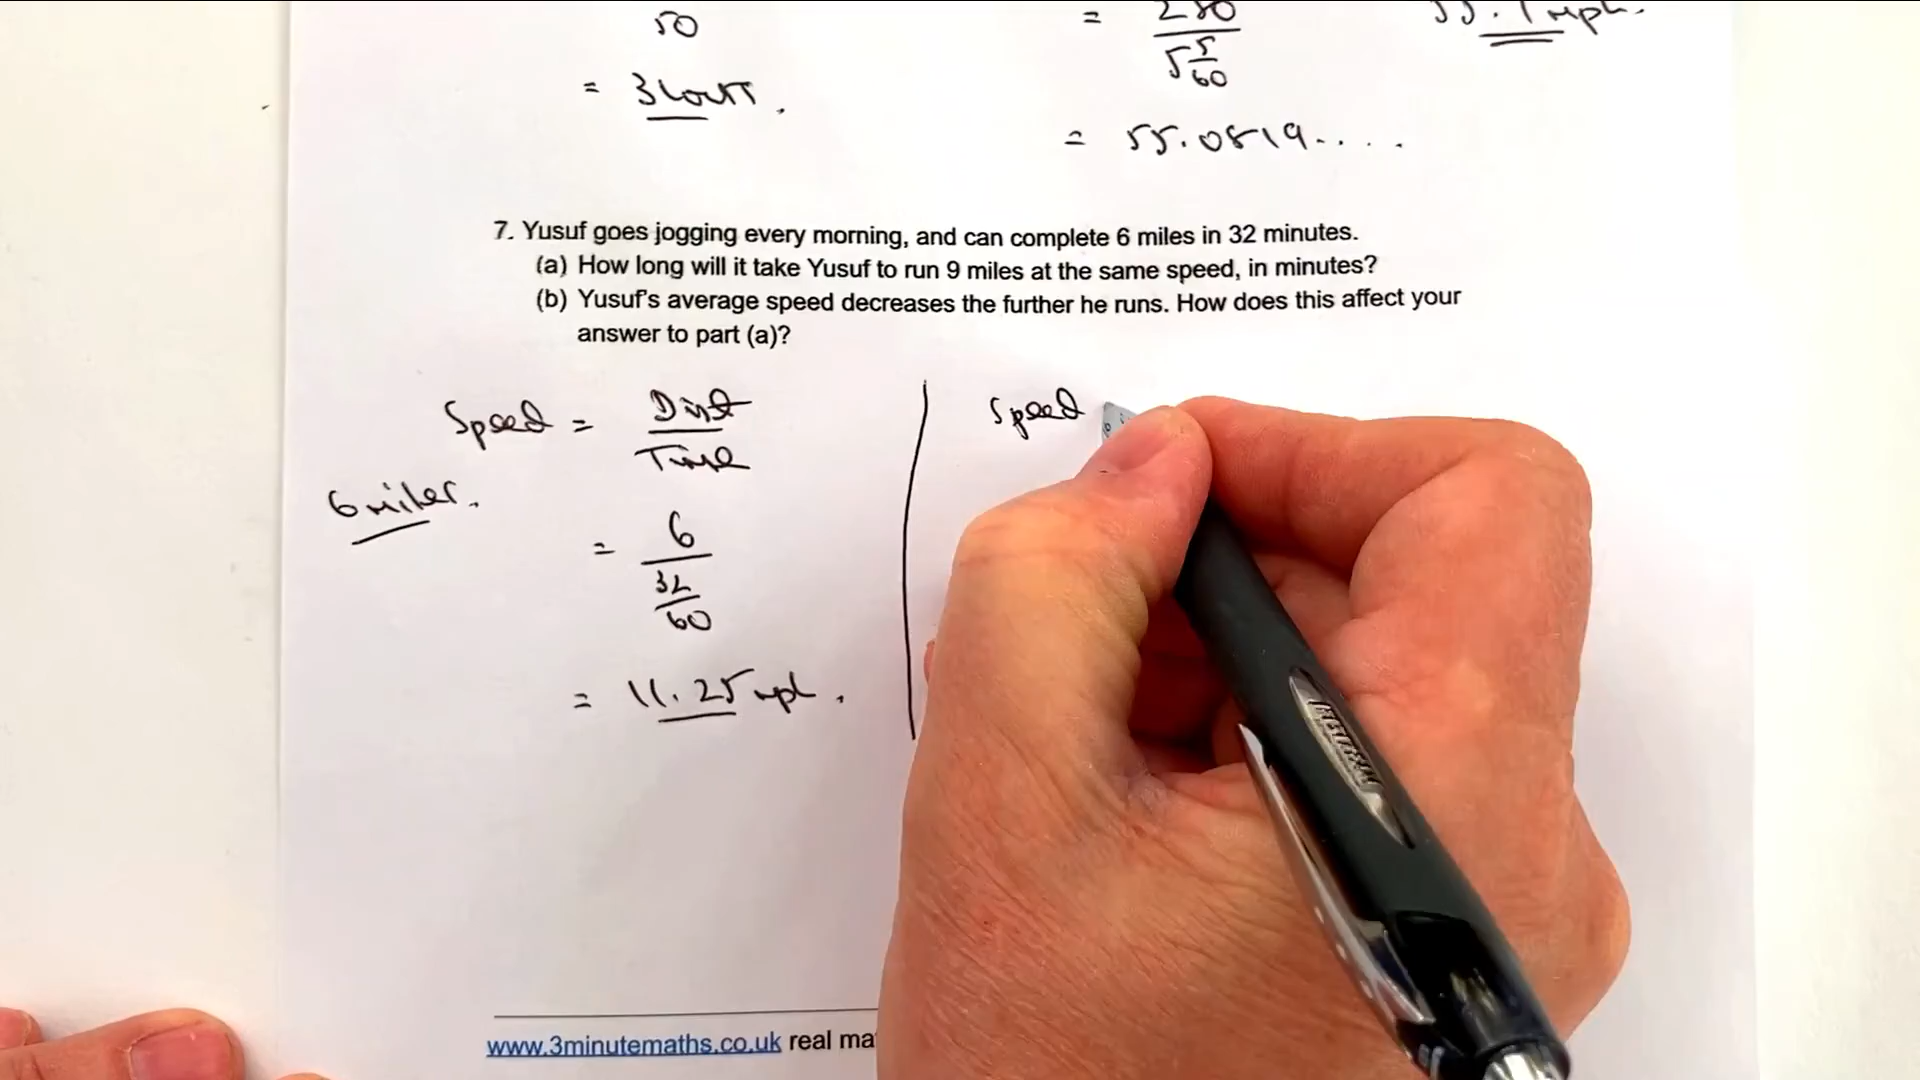 50
= 3 hours.
= 280
5 5/60
55.1 mph.
= 55.0819....
7. Yusuf goes jogging every morning, and can complete 6 miles in 32 minutes.
(a) How long will it take Yusuf to run 9 miles at the same speed, in minutes?
(b) Yusuf's average speed decreases the further he runs. How does this affect your
answer to part (a)?
Speed = Dist
Time
6 miles.
= 6
32
60
= 11.25 mph.
Speed
www.3minutemaths.co.uk real ma